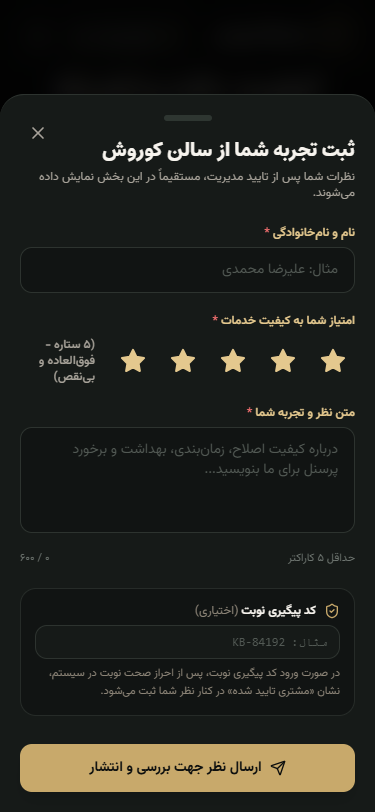 ثبت تجربه شما از سالن کوروش
نظرات شما پس از تایید مدیریت، مستقیماً در این بخش نمایش داده
می‌شوند.
نام و نام‌خانوادگی *
مثال: علیرضا محمدی
امتیاز شما به کیفیت خدمات *
(۵ ستاره -
فوق‌العاده و
بی‌نقص)
متن نظر و تجربه شما *
درباره کیفیت اصلاح، زمان‌بندی، بهداشت و برخورد
پرسنل برای ما بنویسید...
حداقل ۵ کاراکتر
۰ / ۶۰۰
کد پیگیری نوبت (اختیاری)
مثال: KB-84192
در صورت ورود کد پیگیری نوبت، پس از احراز صحت نوبت در سیستم،
نشان «مشتری تایید شده» در کنار نظر شما ثبت می‌شود.
ارسال نظر جهت بررسی و انتشار